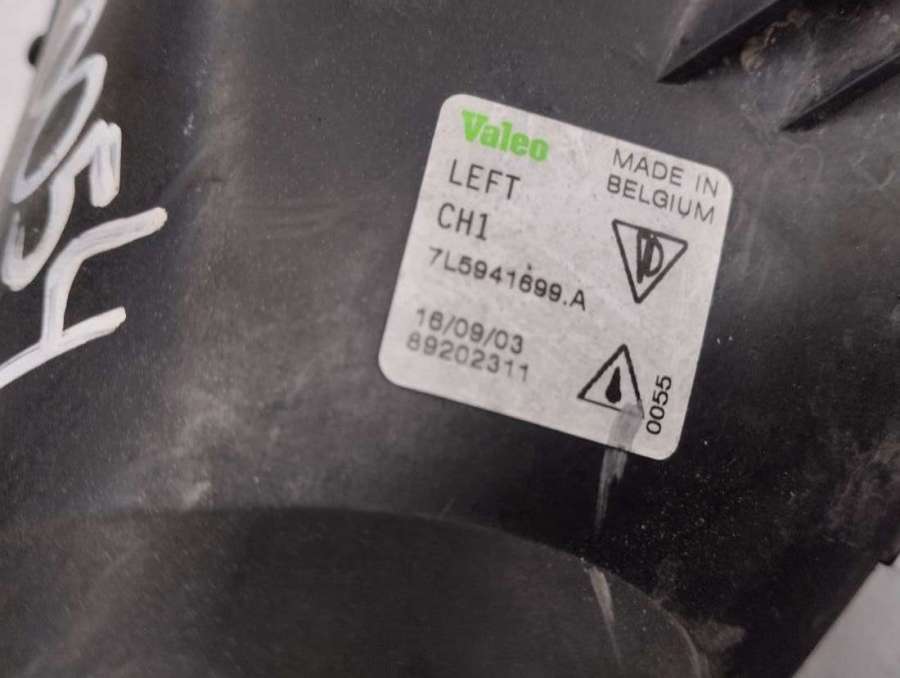 Valeo
LEFT
CH1
7L5941699.A
16/09/03
89202311
MADE IN
BELGIUM
0055